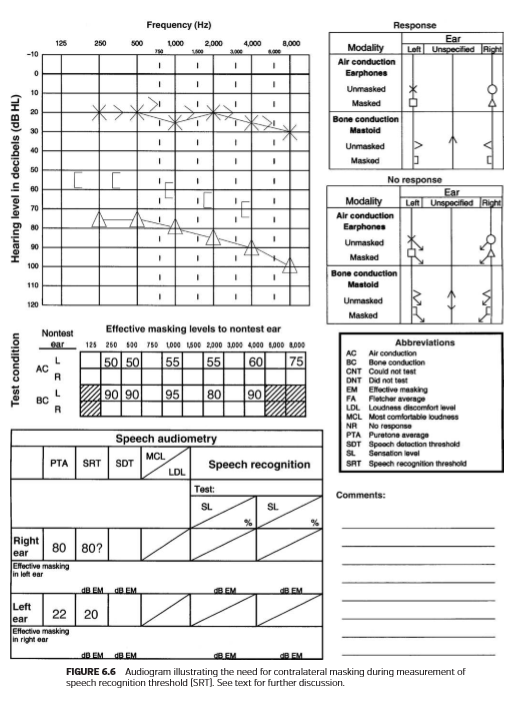 Frequency (Hz)
125 250 500 1,000 2,000 4,000 8,000
750 1,500 3,000 6,000
Hearing level in decibels (dB HL)
-10
0
10
20
30
40
50
60
70
80
90
100
110
120
Response
Ear
Modality Left Unspecified Right
Air conduction
Earphones
Unmasked
Masked
Bone conduction
Mastoid
Unmasked
Masked
No response
Ear
Modality Left Unspecified Right
Air conduction
Earphones
Unmasked
Masked
Bone conduction
Mastoid
Unmasked
Masked
Effective masking levels to nontest ear
Nontest
ear
125 250 500 750 1,000 1,500 2,000 3,000 4,000 6,000 8,000
Test condition
AC L 50 50 55 55 60 75
R
BC L 90 90 95 80 90
R
Abbreviations
AC Air conduction
BC Bone conduction
CNT Could not test
DNT Did not test
EM Effective masking
FA Fletcher average
LDL Loudness discomfort level
MCL Most comfortable loudness
NR No response
PTA Puretone average
SDT Speech detection threshold
SL Sensation level
SRT Speech recognition threshold
Speech audiometry
PTA SRT SDT MCL LDL Speech recognition
Test:
SL % SL %
Right
ear
80 80?
Effective masking
in left ear
dB EM dB EM dB EM dB EM
Left
ear
22 20
Effective masking
in right ear
dB EM dB EM dB EM dB EM
Comments:
FIGURE 6.6 Audiogram illustrating the need for contralateral masking during measurement of
speech recognition threshold [SRT]. See text for further discussion.